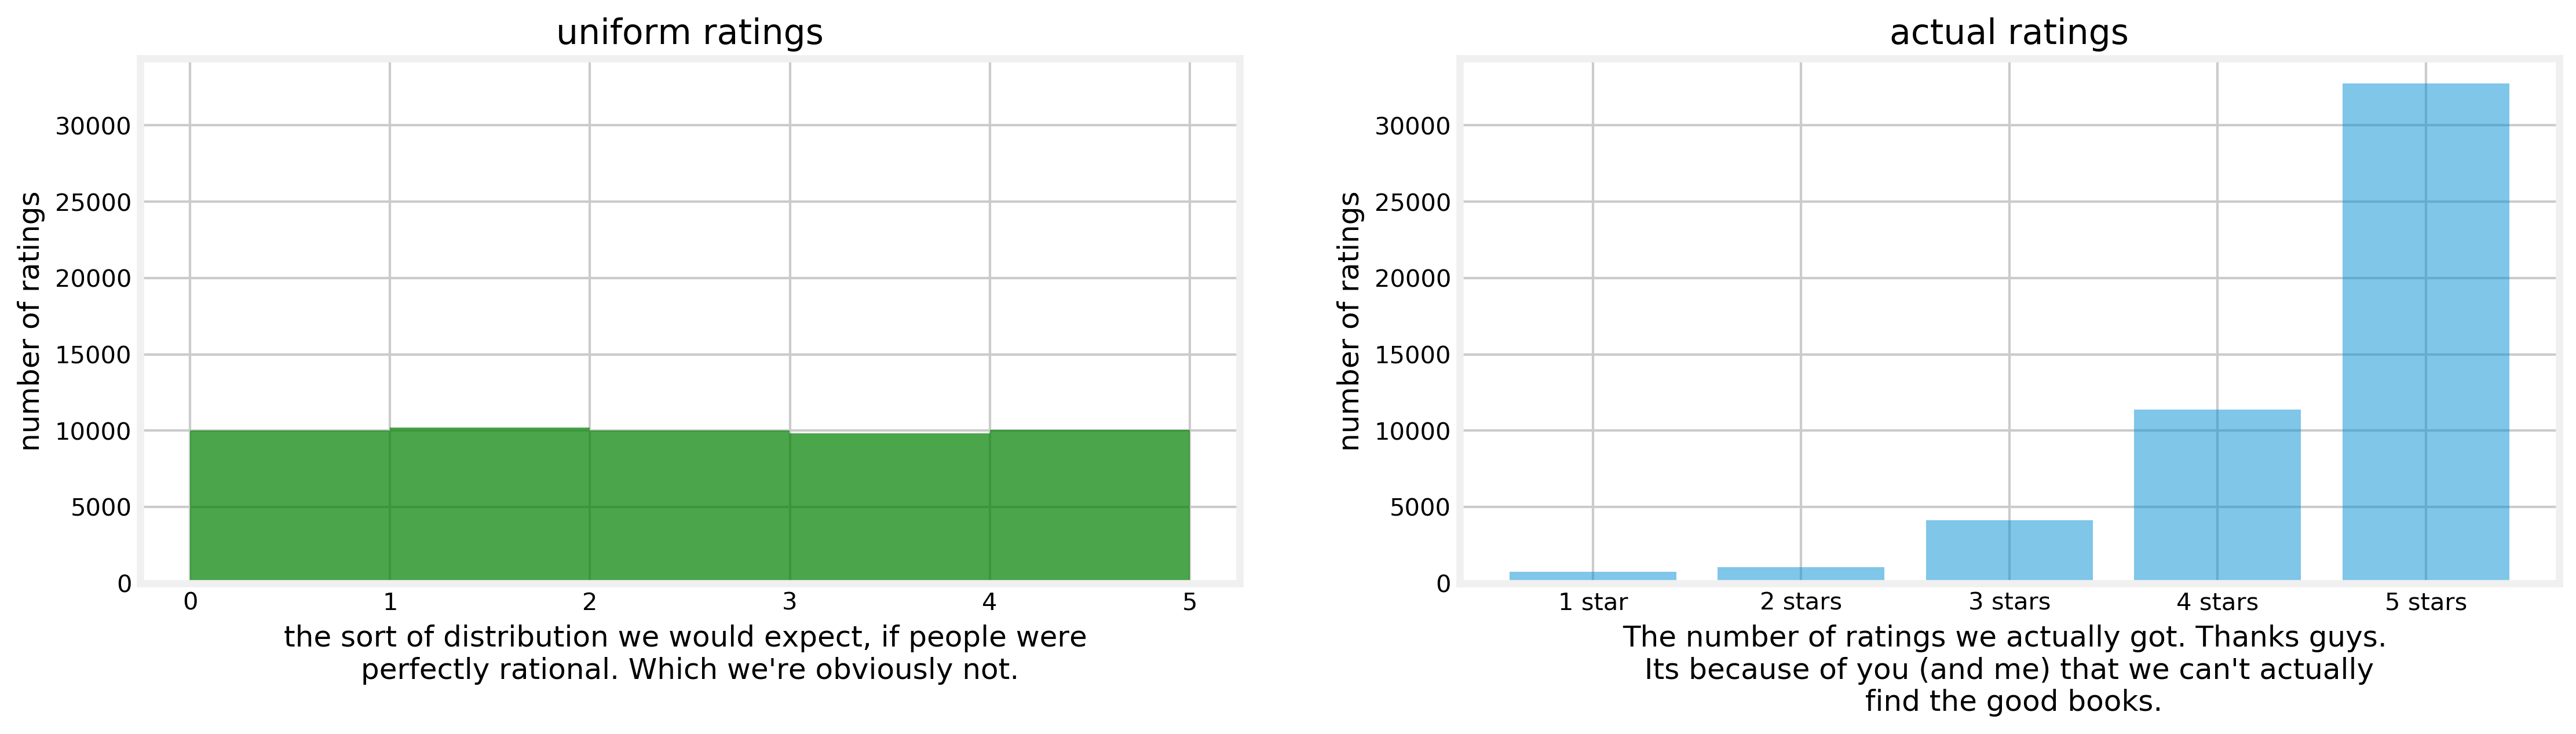 uniform ratings
number of ratings
30000
25000
20000
15000
10000
5000
0
0 1 2 3 4 5
the sort of distribution we would expect, if people were
perfectly rational. Which we're obviously not.
actual ratings
number of ratings
30000
25000
20000
15000
10000
5000
0
1 star 2 stars 3 stars 4 stars 5 stars
The number of ratings we actually got. Thanks guys.
Its because of you (and me) that we can't actually
find the good books.